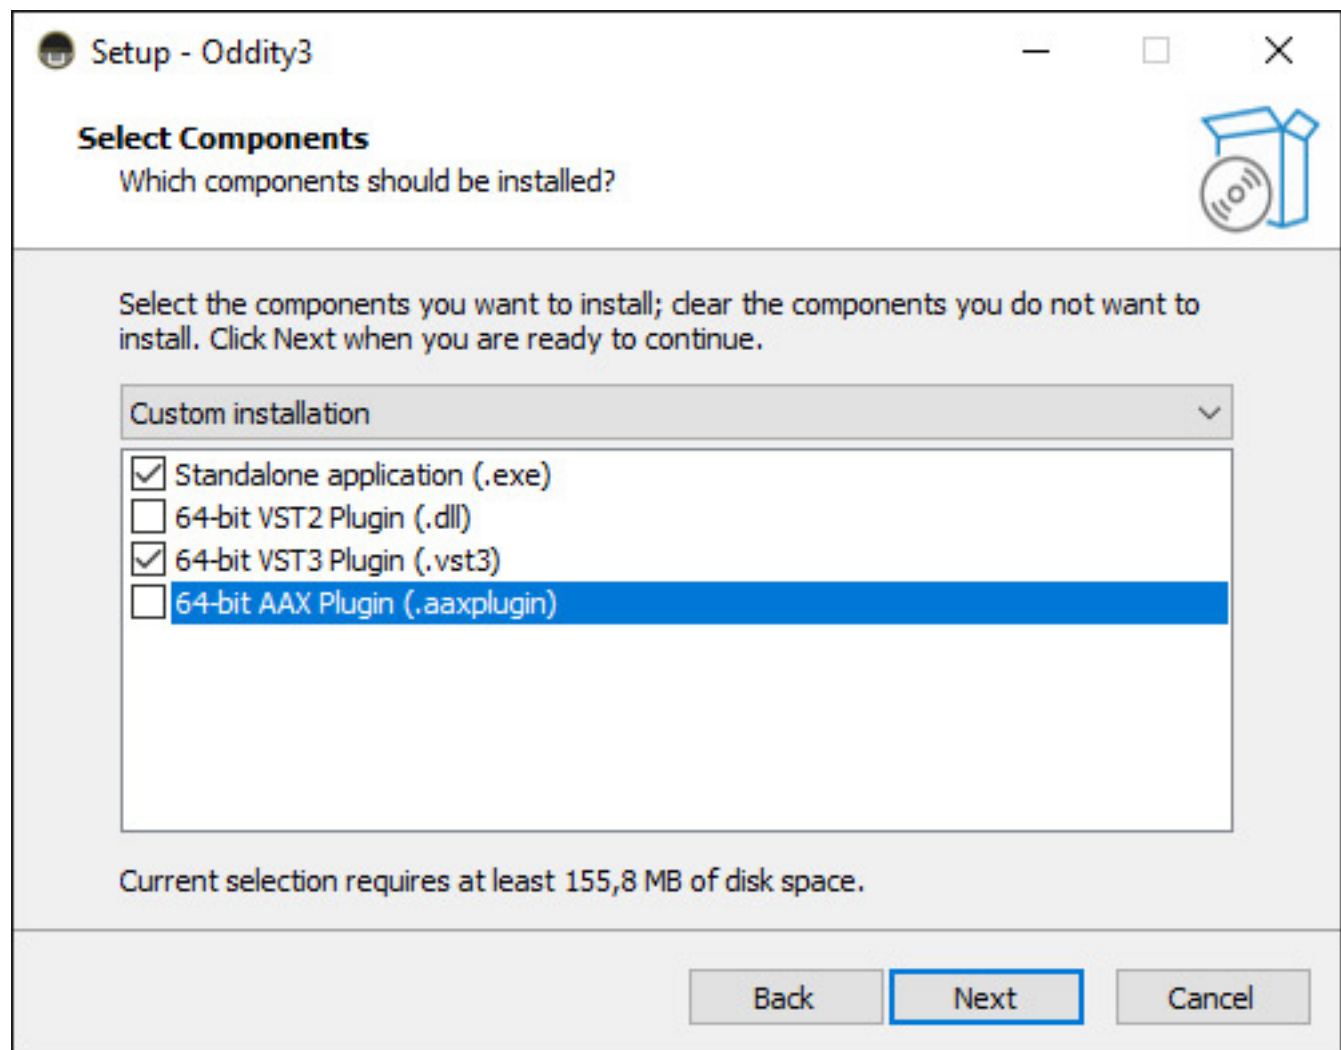 Setup - Oddity3
Select Components
Which components should be installed?
Select the components you want to install; clear the components you do not want to
install. Click Next when you are ready to continue.
Custom installation
Standalone application (.exe)
64-bit VST2 Plugin (.dll)
64-bit VST3 Plugin (.vst3)
64-bit AAX Plugin (.aaxplugin)
Current selection requires at least 155,8 MB of disk space.
Back Next Cancel